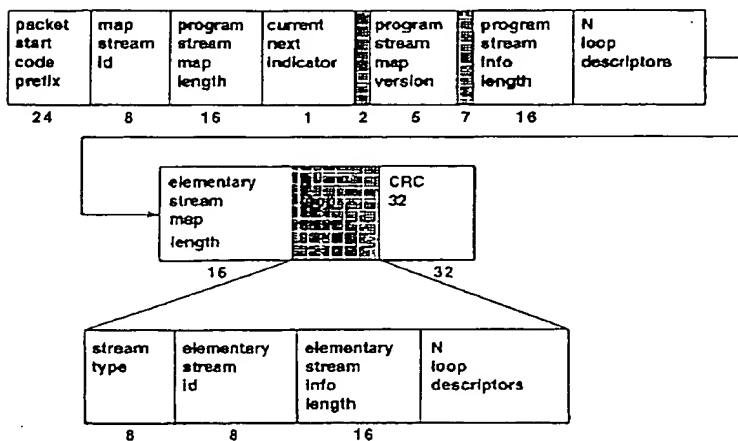 packet start code prefix
map stream id
program stream map length
current next indicator
program stream map version
program stream info length
N loop descriptors
24 8 16 1 2 5 7 16
elementary stream map length
CRC 32
16 32
stream type
elementary stream id
elementary stream info length
N loop descriptors
8 8 16